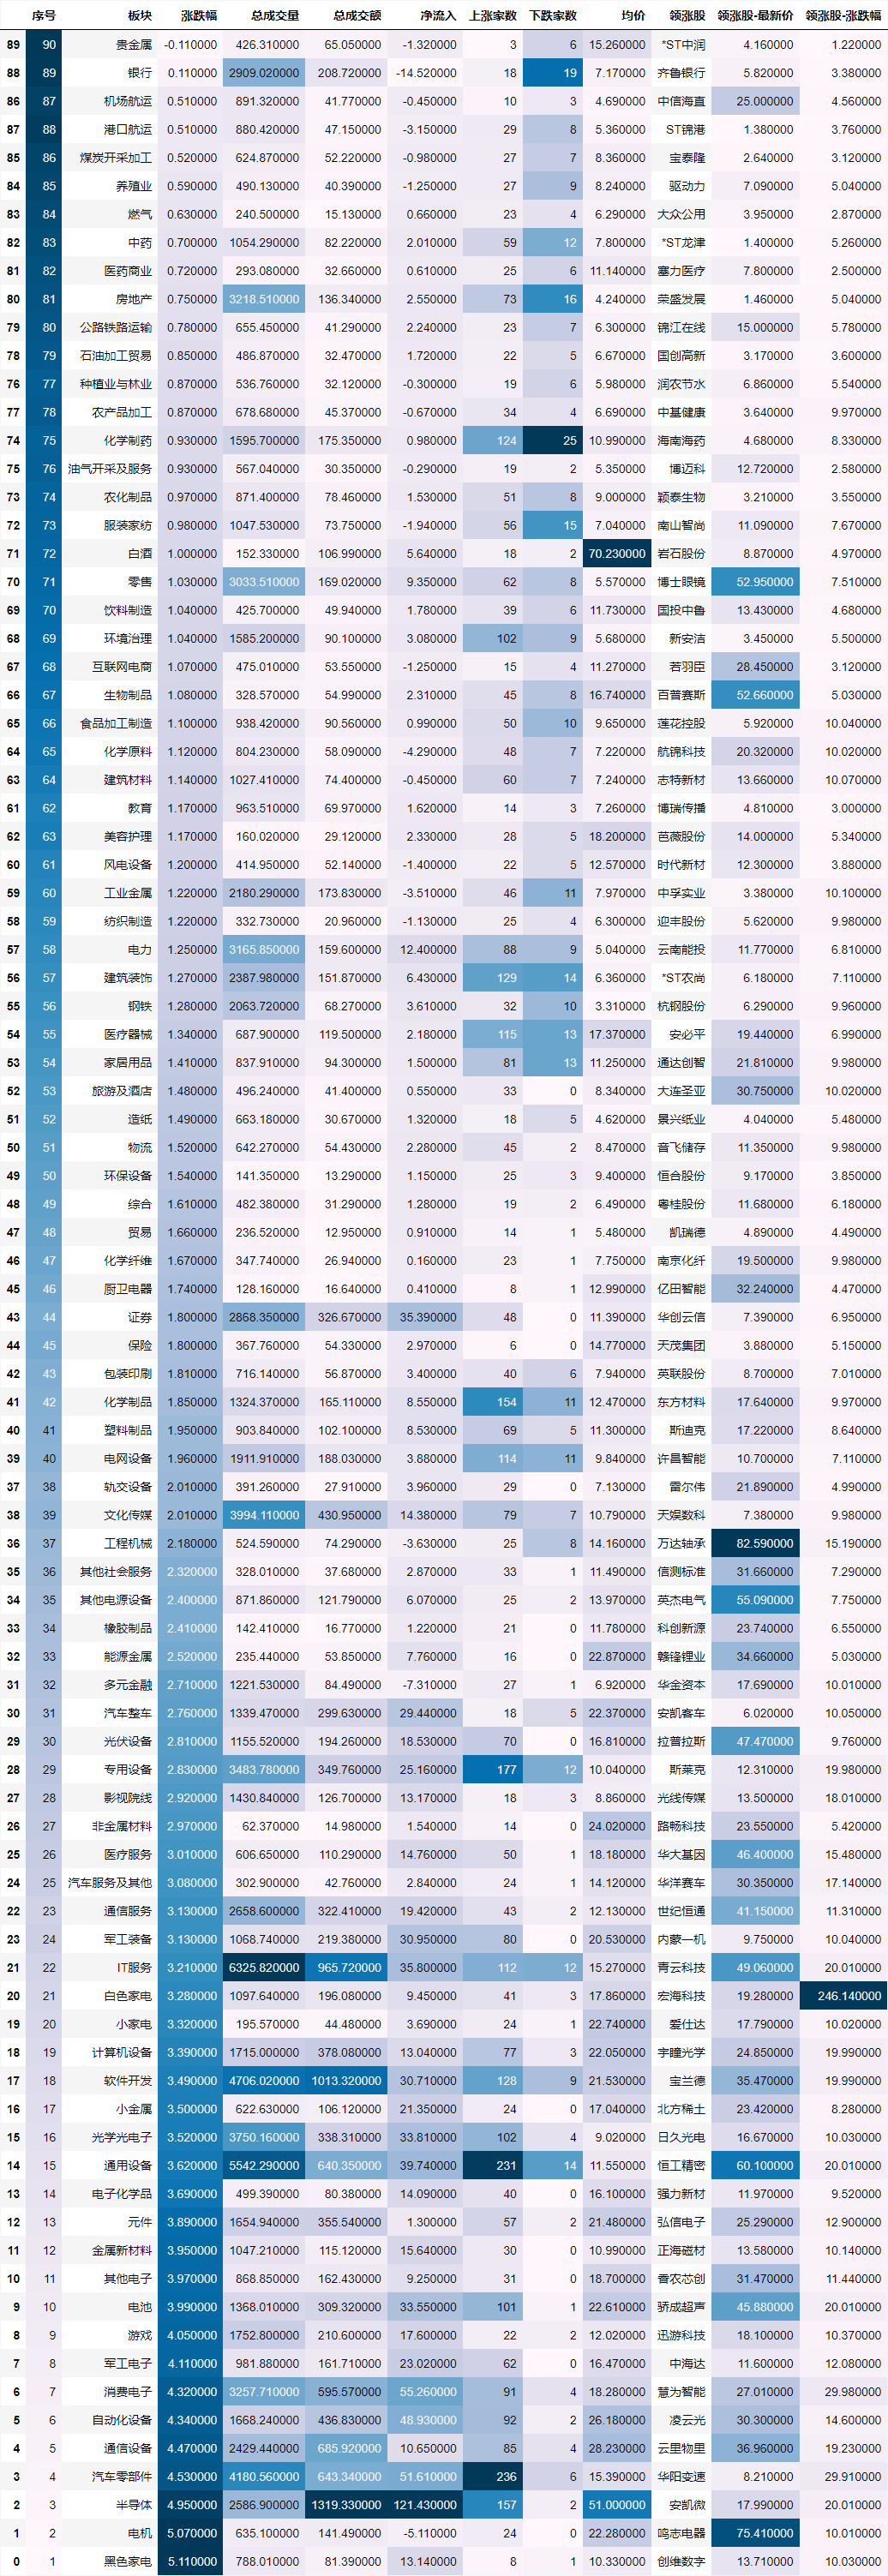 序号 板块 涨跌幅 总成交量 总成交额 净流入 上涨家数 下跌家数 均价 领涨股 领涨股-最新价 领涨股-涨跌幅
89 90 贵金属 -0.110000 426.310000 65.050000 -1.320000 3 6 15.260000 *ST中润 4.160000 1.220000
88 89 银行 0.110000 2909.020000 208.720000 -14.520000 18 19 7.170000 齐鲁银行 5.820000 3.380000
86 87 机场航运 0.510000 891.320000 41.770000 -0.450000 10 3 4.690000 中信海直 25.000000 4.560000
87 88 港口航运 0.510000 880.420000 47.150000 -3.150000 29 8 5.360000 ST锦港 1.380000 3.760000
85 86 煤炭开采加工 0.520000 624.870000 52.220000 -0.980000 27 7 8.360000 宝泰隆 2.640000 3.120000
84 85 养殖业 0.590000 490.130000 40.390000 -1.250000 27 9 8.240000 驱动力 7.090000 5.040000
83 84 燃气 0.630000 240.500000 15.130000 0.660000 23 4 6.290000 大众公用 3.950000 2.870000
82 83 中药 0.700000 1054.290000 82.220000 2.010000 59 12 7.800000 *ST龙津 1.400000 5.260000
81 82 医药商业 0.720000 293.080000 32.660000 0.610000 25 6 11.140000 塞力医疗 7.800000 2.500000
80 81 房地产 0.750000 3218.510000 136.340000 2.550000 73 16 4.240000 荣盛发展 1.460000 5.040000
79 80 公路铁路运输 0.780000 655.450000 41.290000 2.240000 23 7 6.300000 锦江在线 15.000000 5.780000
78 79 石油加工贸易 0.850000 486.870000 32.470000 1.720000 22 5 6.670000 国创高新 3.170000 3.600000
76 77 种植业与林业 0.870000 536.760000 32.120000 -0.300000 19 6 5.980000 润农节水 6.860000 5.540000
77 78 农产品加工 0.870000 678.680000 45.370000 -0.670000 34 4 6.690000 中基健康 3.640000 9.970000
74 75 化学制药 0.930000 1595.700000 175.350000 0.980000 124 25 10.990000 海南海药 4.680000 8.330000
75 76 油气开采及服务 0.930000 567.040000 30.350000 -0.290000 19 2 5.350000 博迈科 12.720000 2.580000
73 74 农化制品 0.970000 871.400000 78.460000 1.530000 51 8 9.000000 颖泰生物 3.210000 3.550000
72 73 服装家纺 0.980000 1047.530000 73.750000 -1.940000 56 15 7.040000 南山智尚 11.090000 7.670000
71 72 白酒 1.000000 152.330000 106.990000 5.640000 18 2 70.230000 岩石股份 8.870000 4.970000
70 71 零售 1.030000 3033.510000 169.020000 9.350000 62 8 5.570000 博士眼镜 52.950000 7.510000
69 70 饮料制造 1.040000 425.700000 49.940000 1.780000 39 6 11.730000 国投中鲁 13.430000 4.680000
68 69 环境治理 1.040000 1585.200000 90.100000 3.080000 102 9 5.680000 新安洁 3.450000 5.500000
67 68 互联网电商 1.070000 475.010000 53.550000 -1.250000 15 4 11.270000 若羽臣 28.450000 3.120000
66 67 生物制品 1.080000 328.570000 54.990000 2.310000 45 8 16.740000 百普赛斯 52.660000 5.030000
65 66 食品加工制造 1.100000 938.420000 90.560000 0.990000 50 10 9.650000 莲花控股 5.920000 10.040000
64 65 化学原料 1.120000 804.230000 58.090000 -4.290000 48 7 7.220000 航锦科技 20.320000 10.020000
63 64 建筑材料 1.140000 1027.410000 74.400000 -0.450000 60 7 7.240000 志特新材 13.660000 10.070000
61 62 教育 1.170000 963.510000 69.970000 1.620000 14 3 7.260000 博瑞传播 4.810000 3.000000
62 63 美容护理 1.170000 160.020000 29.120000 2.330000 28 5 18.200000 芭薇股份 14.000000 5.340000
60 61 风电设备 1.200000 414.950000 52.140000 -1.400000 22 5 12.570000 时代新材 12.300000 3.880000
59 60 工业金属 1.220000 2180.290000 173.830000 -3.510000 46 11 7.970000 中孚实业 3.380000 10.100000
58 59 纺织制造 1.220000 332.730000 20.960000 -1.130000 25 4 6.300000 迎丰股份 5.620000 9.980000
57 58 电力 1.250000 3165.850000 159.600000 12.400000 88 9 5.040000 云南能投 11.770000 6.810000
56 57 建筑装饰 1.270000 2387.980000 151.870000 6.430000 129 14 6.360000 *ST农尚 6.180000 7.110000
55 56 钢铁 1.280000 2063.720000 68.270000 3.610000 32 10 3.310000 杭钢股份 6.290000 9.960000
54 55 医疗器械 1.340000 687.900000 119.500000 2.180000 115 13 17.370000 安必平 19.440000 6.990000
53 54 家居用品 1.410000 837.910000 94.300000 1.500000 81 13 11.250000 通达创智 21.810000 9.980000
52 53 旅游及酒店 1.480000 496.240000 41.400000 0.550000 33 0 8.340000 大连圣亚 30.750000 10.020000
51 52 造纸 1.490000 663.180000 30.670000 1.320000 18 5 4.620000 景兴纸业 4.040000 5.480000
50 51 物流 1.520000 642.270000 54.430000 2.280000 45 2 8.470000 音飞储存 11.350000 9.980000
49 50 环保设备 1.540000 141.350000 13.290000 1.150000 25 3 9.400000 恒合股份 9.170000 3.850000
48 49 综合 1.610000 482.380000 31.290000 1.280000 19 2 6.490000 粤桂股份 11.680000 6.180000
47 48 贸易 1.660000 236.520000 12.950000 0.910000 14 1 5.480000 凯瑞德 4.890000 4.490000
46 47 化学纤维 1.670000 347.740000 26.940000 0.160000 23 1 7.750000 南京化纤 19.500000 9.980000
45 46 厨卫电器 1.740000 128.160000 16.640000 0.410000 8 1 12.990000 亿田智能 32.240000 4.470000
43 44 证券 1.800000 2868.350000 326.670000 35.390000 48 0 11.390000 华创云信 7.390000 6.950000
44 45 保险 1.800000 367.760000 54.330000 2.970000 6 0 14.770000 天茂集团 3.880000 5.150000
42 43 包装印刷 1.810000 716.140000 56.870000 3.400000 40 6 7.940000 英联股份 8.700000 7.010000
41 42 化学制品 1.850000 1324.370000 165.110000 8.550000 154 11 12.470000 东方材料 17.640000 9.970000
40 41 塑料制品 1.950000 903.840000 102.100000 8.530000 69 5 11.300000 斯迪克 17.220000 8.640000
39 40 电网设备 1.960000 1911.910000 188.030000 3.880000 114 11 9.840000 许昌智能 10.700000 7.110000
37 38 轨交设备 2.010000 391.260000 27.910000 3.960000 29 0 7.130000 雷尔伟 21.890000 4.990000
38 39 文化传媒 2.010000 3994.110000 430.950000 14.380000 79 7 10.790000 天娱数科 7.380000 9.980000
36 37 工程机械 2.180000 524.590000 74.290000 -3.630000 25 8 14.160000 万达轴承 82.590000 15.190000
35 36 其他社会服务 2.320000 328.010000 37.680000 2.870000 33 1 11.490000 信测标准 31.660000 7.290000
34 35 其他电源设备 2.400000 871.860000 121.790000 6.070000 25 2 13.970000 英杰电气 55.090000 7.750000
33 34 橡胶制品 2.410000 142.410000 16.770000 1.220000 21 0 11.780000 科创新源 23.740000 6.550000
32 33 能源金属 2.520000 235.440000 53.850000 7.760000 16 0 22.870000 赣锋锂业 34.660000 5.030000
31 32 多元金融 2.710000 1221.530000 84.490000 -7.310000 27 1 6.920000 华金资本 17.690000 10.010000
30 31 汽车整车 2.760000 1339.470000 299.630000 29.440000 18 5 22.370000 安凯客车 6.020000 10.050000
29 30 光伏设备 2.810000 1155.520000 194.260000 18.530000 70 0 16.810000 拉普拉斯 47.470000 9.760000
28 29 专用设备 2.830000 3483.780000 349.760000 25.160000 177 12 10.040000 斯莱克 12.310000 19.980000
27 28 影视院线 2.920000 1430.840000 126.700000 13.170000 18 3 8.860000 光线传媒 13.500000 18.010000
26 27 非金属材料 2.970000 62.370000 14.980000 1.540000 14 0 24.020000 路畅科技 23.550000 5.420000
25 26 医疗服务 3.010000 606.650000 110.290000 14.760000 50 1 18.180000 华大基因 46.400000 15.480000
24 25 汽车服务及其他 3.080000 302.900000 42.760000 2.840000 24 1 14.120000 华洋赛车 30.350000 17.140000
22 23 通信服务 3.130000 2658.600000 322.410000 19.420000 43 2 12.130000 世纪恒通 41.150000 11.310000
23 24 军工装备 3.130000 1068.740000 219.380000 30.950000 80 0 20.530000 内蒙一机 9.750000 10.040000
21 22 IT服务 3.210000 6325.820000 965.720000 35.800000 112 12 15.270000 青云科技 49.060000 20.010000
20 21 白色家电 3.280000 1097.640000 196.080000 9.450000 41 3 17.860000 宏海科技 19.280000 246.140000
19 20 小家电 3.320000 195.570000 44.480000 3.690000 24 1 22.740000 爱仕达 17.790000 10.020000
18 19 计算机设备 3.390000 1715.000000 378.080000 13.040000 77 3 22.050000 宇瞳光学 24.850000 19.990000
17 18 软件开发 3.490000 4706.020000 1013.320000 30.710000 128 9 21.530000 宝兰德 35.470000 19.990000
16 17 小金属 3.500000 622.630000 106.120000 21.350000 24 0 17.040000 北方稀土 23.420000 8.280000
15 16 光学光电子 3.520000 3750.160000 338.310000 33.810000 102 4 9.020000 日久光电 16.670000 10.030000
14 15 通用设备 3.620000 5542.290000 640.350000 39.740000 231 14 11.550000 恒工精密 60.100000 20.010000
13 14 电子化学品 3.690000 499.390000 80.380000 14.090000 40 0 16.100000 强力新材 11.970000 9.520000
12 13 元件 3.890000 1654.940000 355.540000 1.300000 57 2 21.480000 弘信电子 25.290000 12.900000
11 12 金属新材料 3.950000 1047.210000 115.120000 15.640000 30 0 10.990000 正海磁材 13.580000 10.140000
10 11 其他电子 3.970000 868.850000 162.430000 9.250000 31 0 18.700000 香农芯创 31.470000 11.440000
9 10 电池 3.990000 1368.010000 309.320000 33.550000 101 1 22.610000 骄成超声 45.880000 20.010000
8 9 游戏 4.050000 1752.800000 210.600000 17.600000 22 2 12.020000 迅游科技 18.100000 10.370000
7 8 军工电子 4.110000 981.880000 161.710000 23.020000 62 0 16.470000 中海达 11.600000 12.080000
6 7 消费电子 4.320000 3257.710000 595.570000 55.260000 91 4 18.280000 慧为智能 27.010000 29.980000
5 6 自动化设备 4.340000 1668.240000 436.830000 48.930000 92 2 26.180000 凌云光 30.300000 14.600000
4 5 通信设备 4.470000 2429.440000 685.920000 10.650000 85 4 28.230000 云里物里 36.960000 19.230000
3 4 汽车零部件 4.530000 4180.560000 643.340000 51.610000 236 6 15.390000 华阳变速 8.210000 29.910000
2 3 半导体 4.950000 2586.900000 1319.330000 121.430000 157 2 51.000000 安凯微 17.990000 20.010000
1 2 电机 5.070000 635.100000 141.490000 -5.110000 24 0 22.280000 鸣志电器 75.410000 10.010000
0 1 黑色家电 5.110000 788.010000 81.390000 13.140000 8 1 10.330000 创维数字 13.710000 10.030000